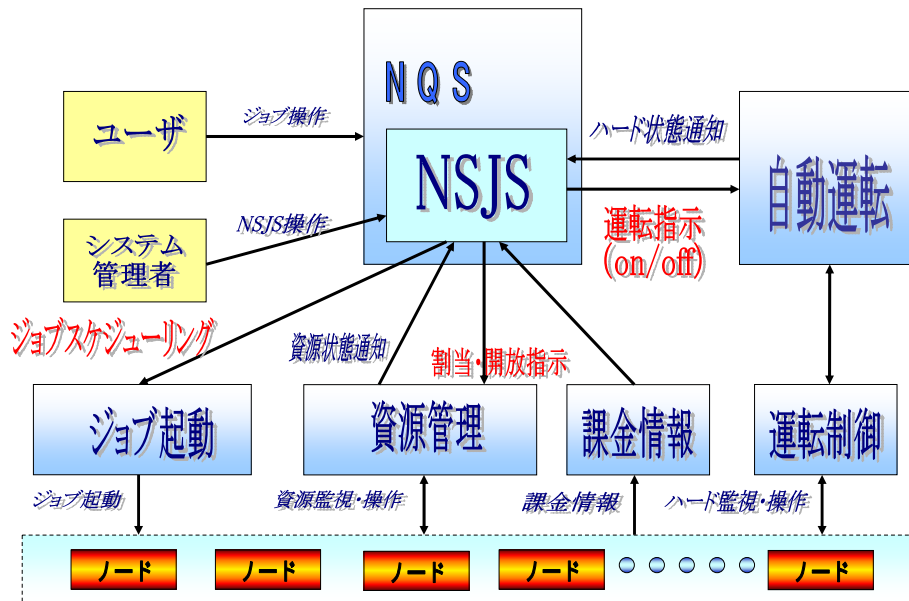 NQS
ユーザ
ジョブ操作
ハード状態通知
NSJS
自動運転
NSJS操作
運転指示
(on/off)
システム
管理者
ジョブスケジューリング
資源状態通知
割当・開放指示
ジョブ起動
資源管理
課金情報
運転制御
ジョブ起動
資源監視・操作
課金情報
ハード監視・操作
ノード
ノード
ノード
ノード
ノード